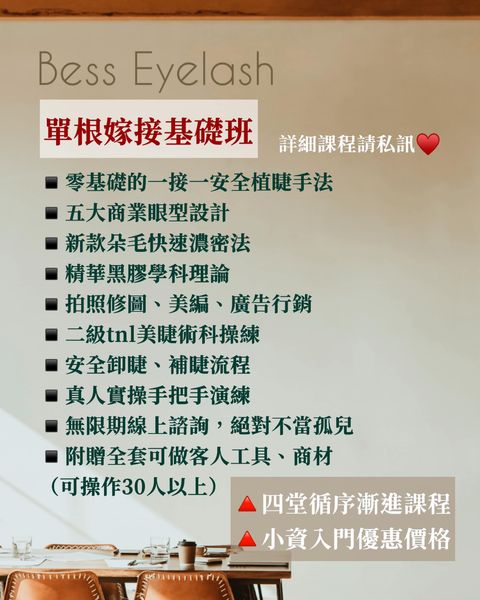 Bess Eyelash
單根嫁接基礎班
詳細課程請私訊❤️
▪️零基礎的一接一安全植睫手法
▪️五大商業眼型設計
▪️新款朵毛快速濃密法
▪️精華黑膠學科理論
▪️拍照修圖、美編、廣告行銷
▪️二級tnl美睫術科操練
▪️安全卸睫、補睫流程
▪️真人實操手把手演練
▪️無限期線上諮詢，絕對不當孤兒
▪️附贈全套可做客人工具、商材
（可操作30人以上）
🔺四堂循序漸進課程
🔺小資入門優惠價格